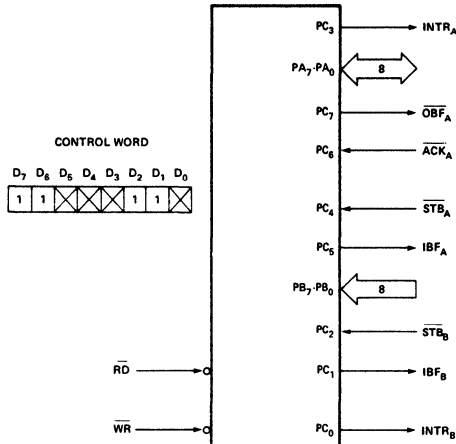 PC3 INTRA
PA7-PA0 8
PC7 OBFA
CONTROL WORD
PC6 ACKA
D7 D6 D5 D4 D3 D2 D1 D0
1 1 1 1
PC4 STBA
PC5 IBFA
PB7-PB0 8
PC2 STBB
RD
PC1 IBFB
WR
PC0 INTRB